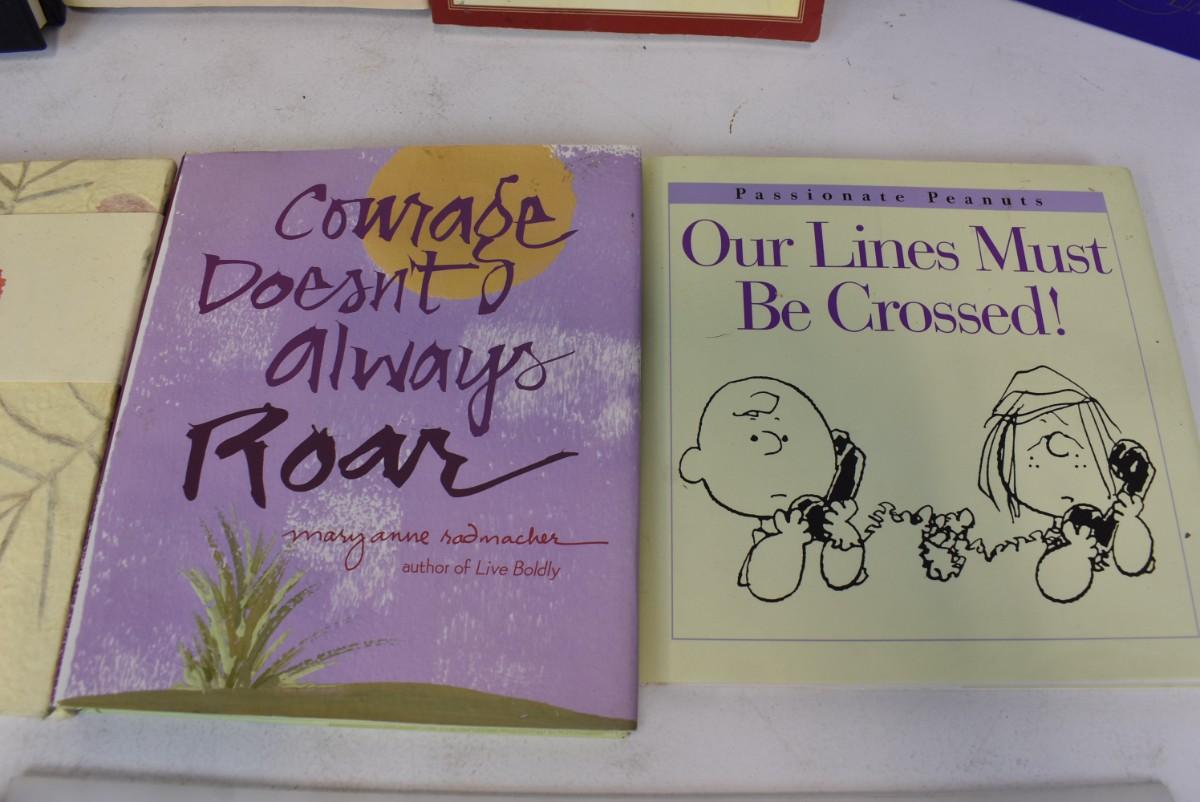 Courage
Doesn't
always
Roar
mary anne radmacher
author of Live Boldly
Passionate Peanuts
Our Lines Must
Be Crossed!